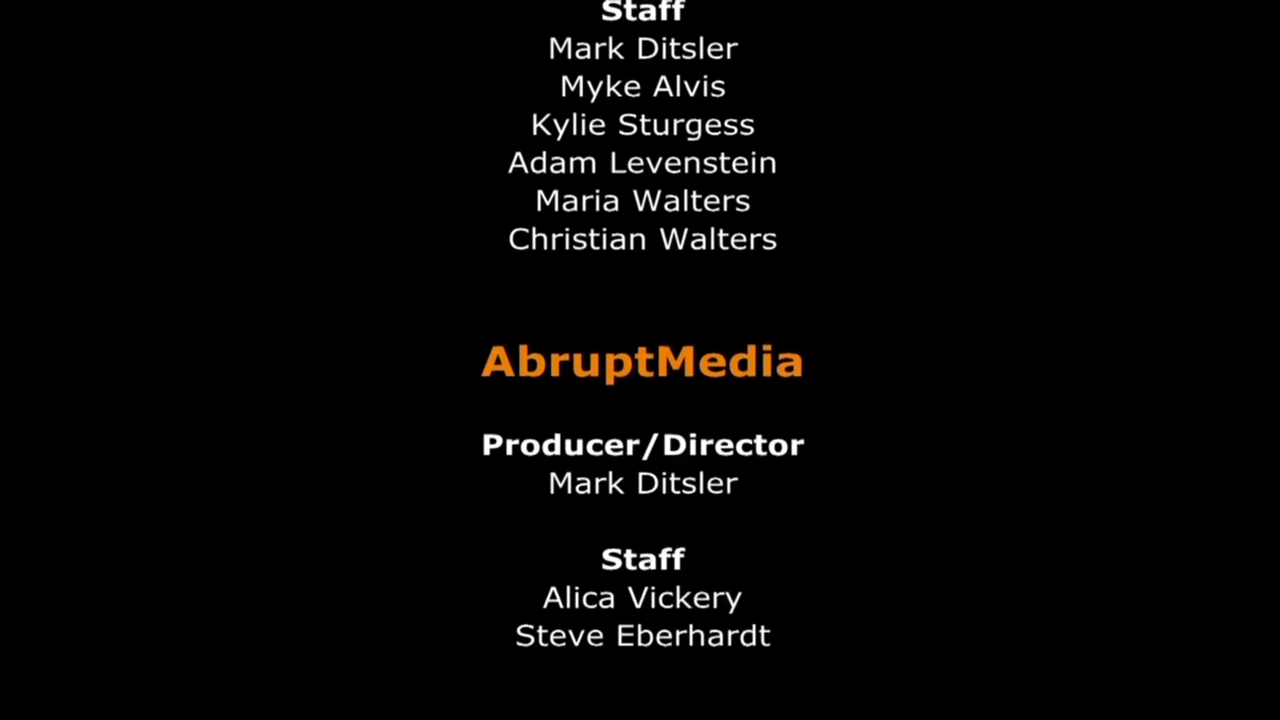 Staff
Mark Ditsler
Myke Alvis
Kylie Sturgess
Adam Levenstein
Maria Walters
Christian Walters
AbruptMedia
Producer/Director
Mark Ditsler
Staff
Alica Vickery
Steve Eberhardt